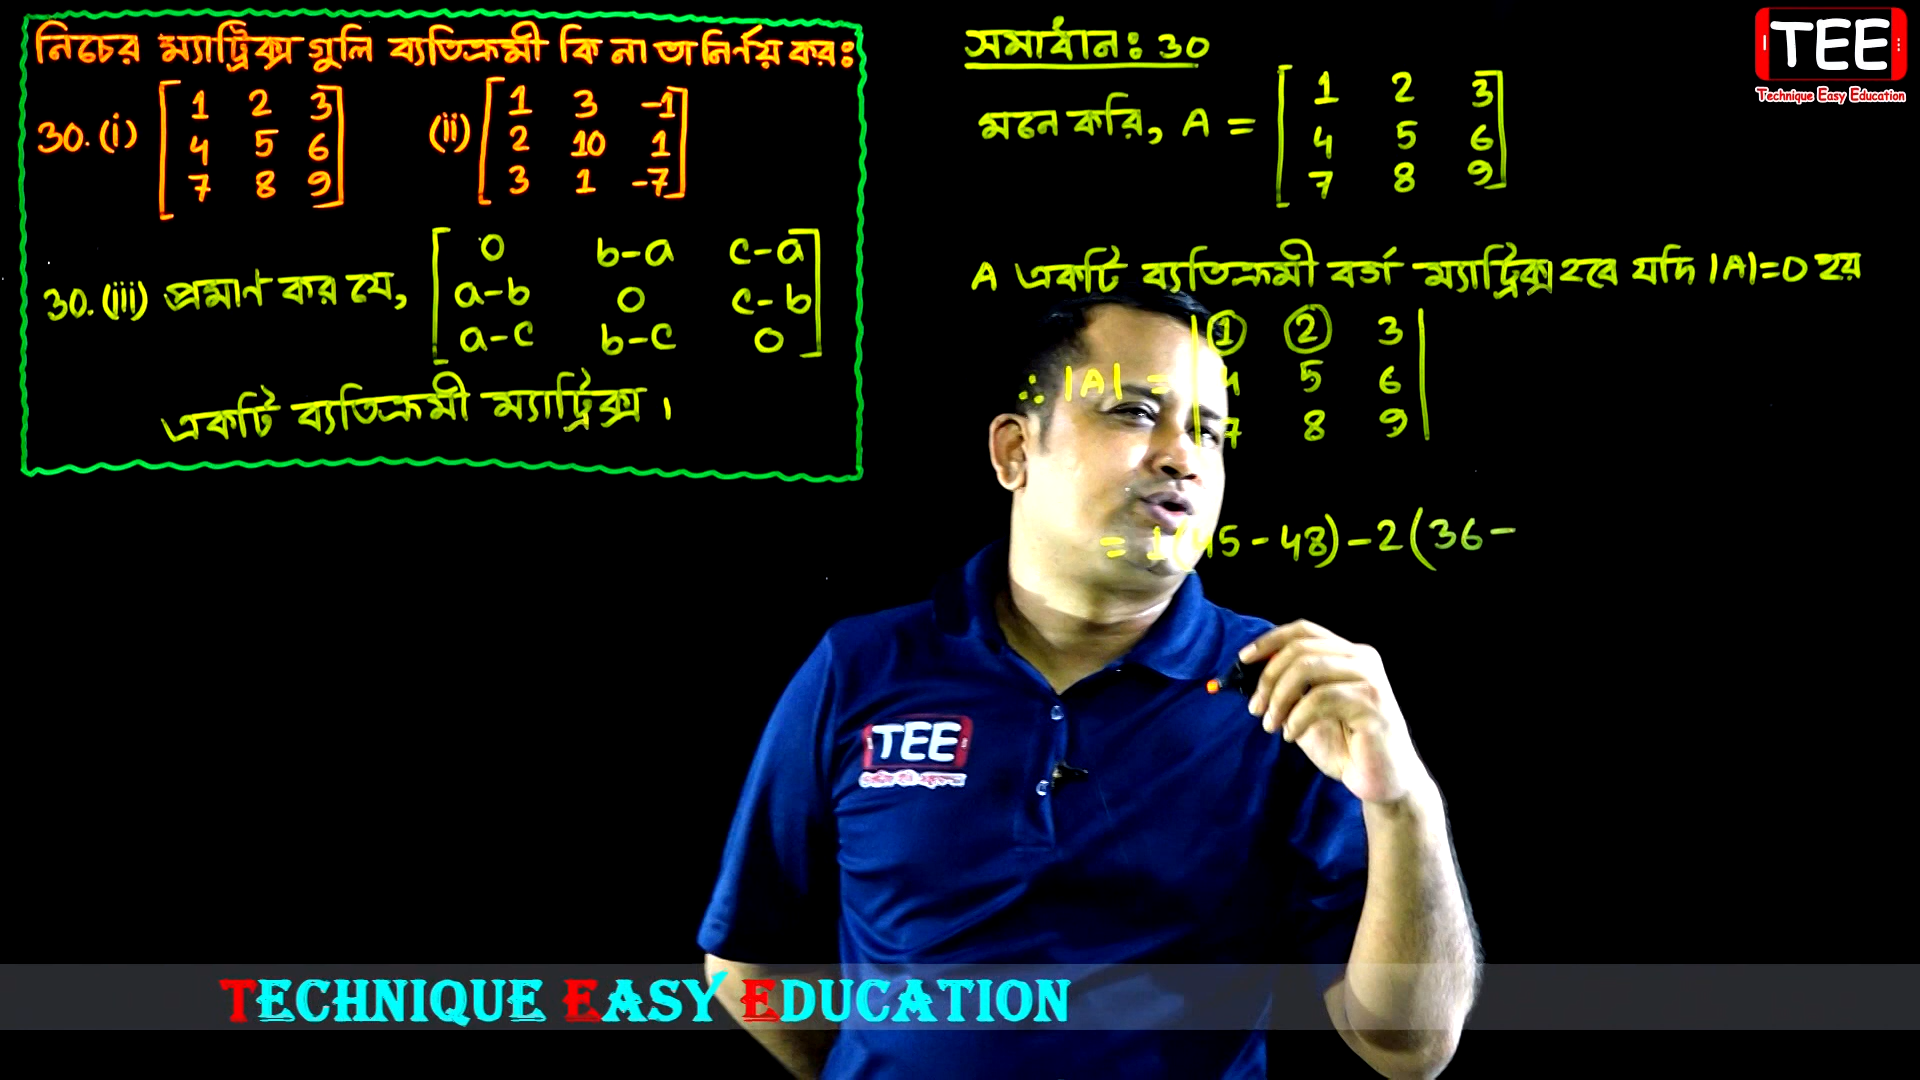 নিচের ম্যাট্রিক্স গুলি ব্যতিক্রমী কি না তা নির্ণয় কর:
30. (i) [1 2 3
4 5 6
7 8 9]
(ii) [1 3 -1
2 10 1
3 1 -7]
30. (iii) প্রমাণ কর যে, [0 b-a c-a
a-b 0 c-b
a-c b-c 0]
একটি ব্যতিক্রমী ম্যাট্রিক্স।
সমাধান: 30
মনে করি, A = [1 2 3
4 5 6
7 8 9]
A একটি ব্যতিক্রমী বর্গ ম্যাট্রিক্স হবে যদি |A|=0 হয়
∴ |A| = |1 2 3
4 5 6
7 8 9|
= 1(45-48)-2(36-
TEE
Technique Easy Education
TEE
TECHNIQUE EASY EDUCATION